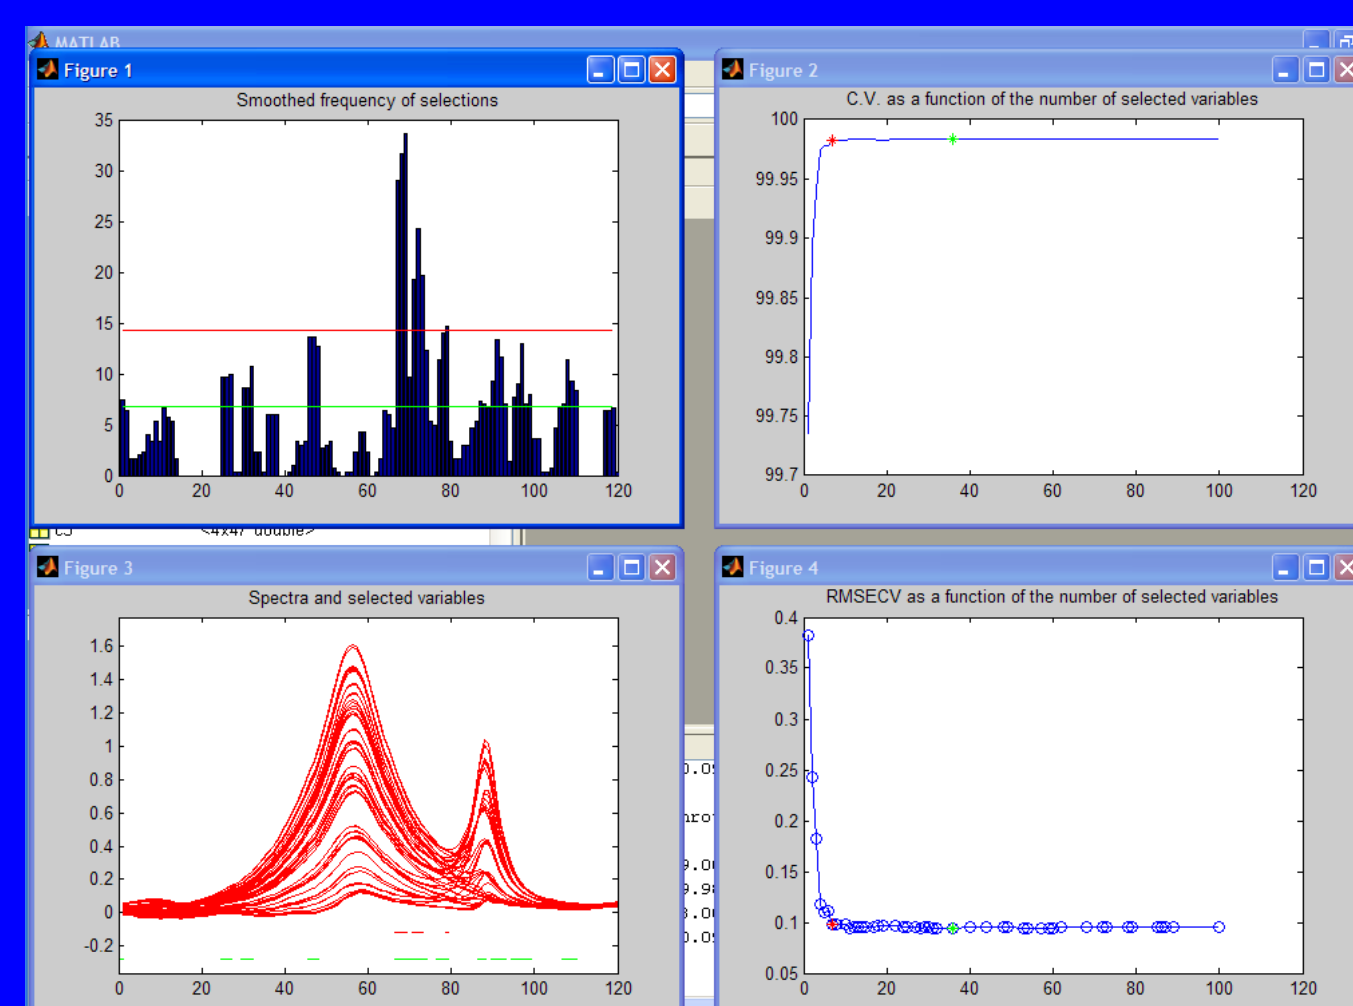 MATLAB
Figure 1
Smoothed frequency of selections
35
30
25
20
15
10
5
0
0 20 40 60 80 100 120
Figure 2
C.V. as a function of the number of selected variables
100
99.95
99.9
99.85
99.8
99.75
99.7
0 20 40 60 80 100 120
<4x47 double>
Figure 3
Spectra and selected variables
1.6
1.4
1.2
1
0.8
0.6
0.4
0.2
0
-0.2
0 20 40 60 80 100 120
Figure 4
RMSECV as a function of the number of selected variables
0.4
0.35
0.3
0.25
0.2
0.15
0.1
0.05
0 20 40 60 80 100 120